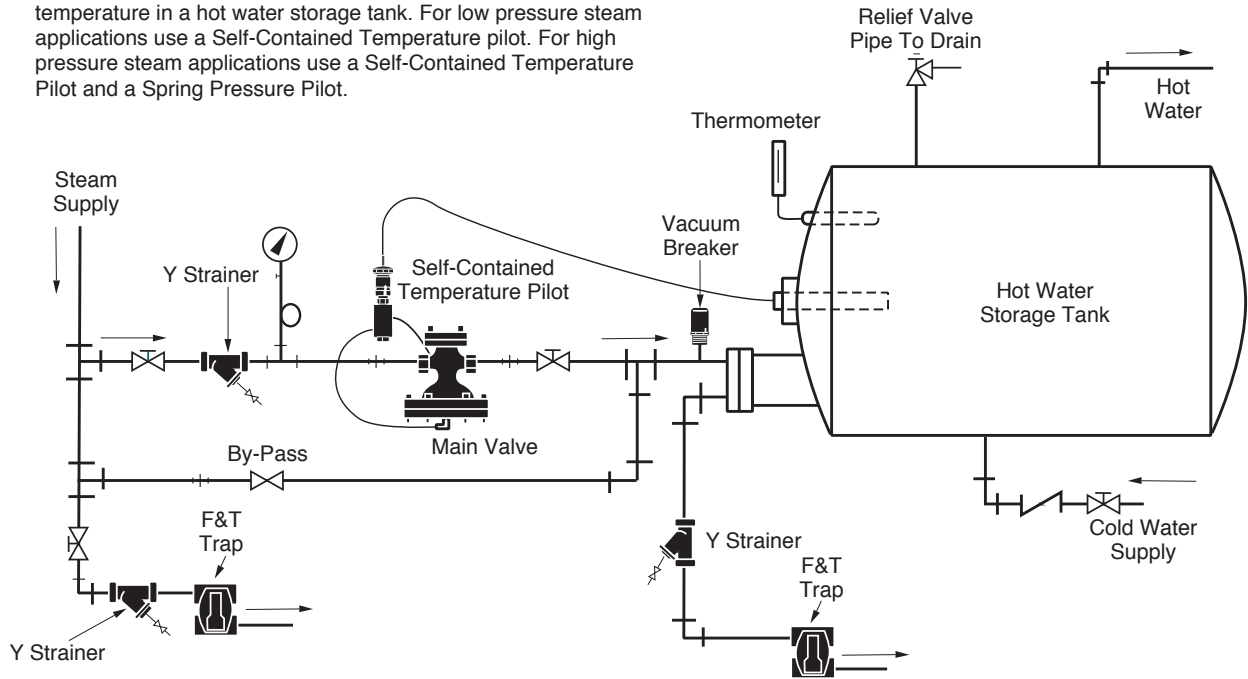 temperature in a hot water storage tank. For low pressure steam
applications use a Self-Contained Temperature pilot. For high
pressure steam applications use a Self-Contained Temperature
Pilot and a Spring Pressure Pilot.
Relief Valve
Pipe To Drain
Hot
Water
Thermometer
Steam
Supply
Vacuum
Breaker
Y Strainer
Self-Contained
Temperature Pilot
Hot Water
Storage Tank
Main Valve
By-Pass
F&T
Trap
Y Strainer
Cold Water
Supply
F&T
Trap
Y Strainer